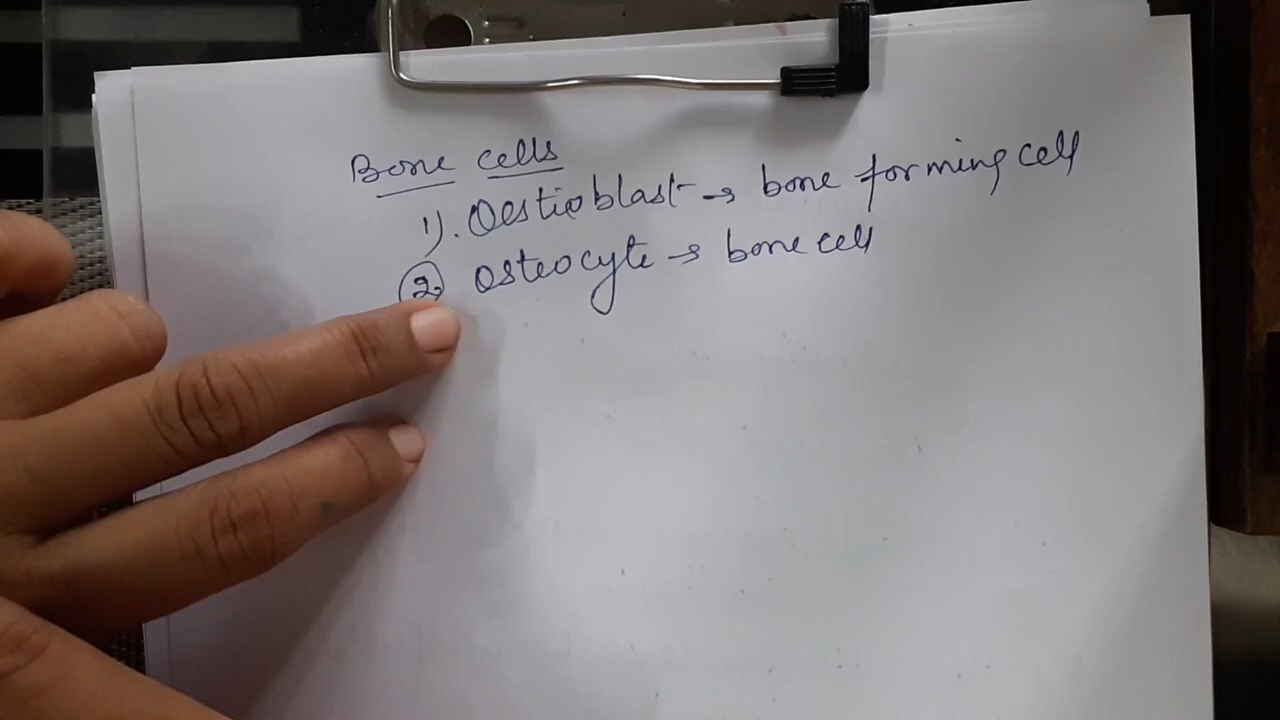 Bone cells
1). Oestioblast → bone forming cell
2 osteocyte → bone cell